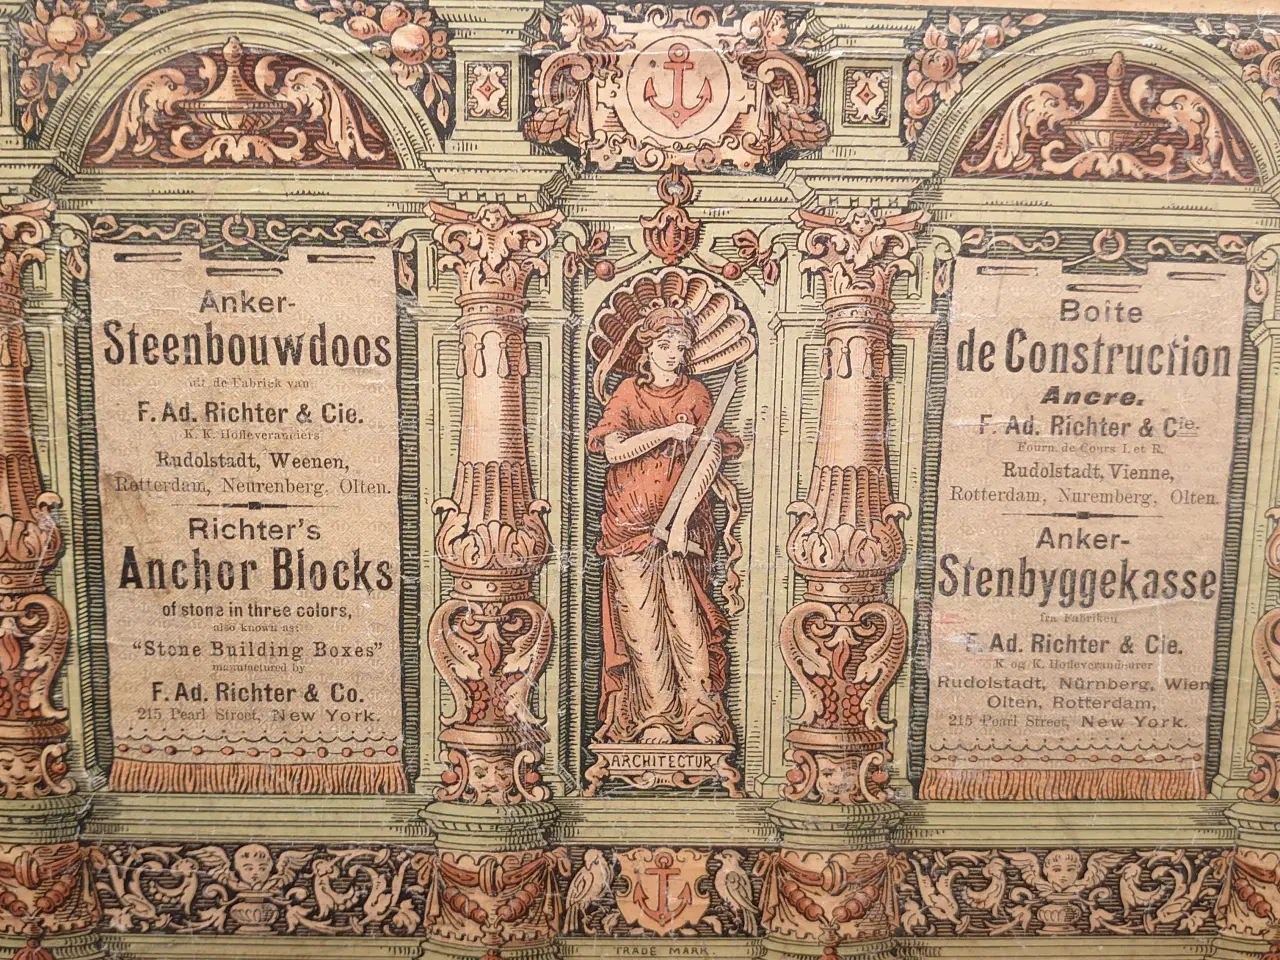 Anker-
Steenbouwdoos
uit de Fabriek van
F. Ad. Richter & Cie.
K. K. Hofleveranciers
Rudolstadt, Weenen,
Rotterdam, Neurenberg, Olten.
Richter's
Anchor Blocks
of stone in three colors,
also known as:
"Stone Building Boxes"
manufactured by
F. Ad. Richter & Co.
215 Pearl Street, New York.
ARCHITECTUR
TRADE MARK.
Boite
de Construction
Ancre.
F. Ad. Richter & Cie.
Fourn. de Cours I. et R.
Rudolstadt, Vienne,
Rotterdam, Nuremberg, Olten.
Anker-
Stenbyggekasse
fra Fabriken
F. Ad. Richter & Cie.
K. og K. Hofleverandeurer
Rudolstadt, Nürnberg, Wien
Olten, Rotterdam,
215 Pearl Street, New York.